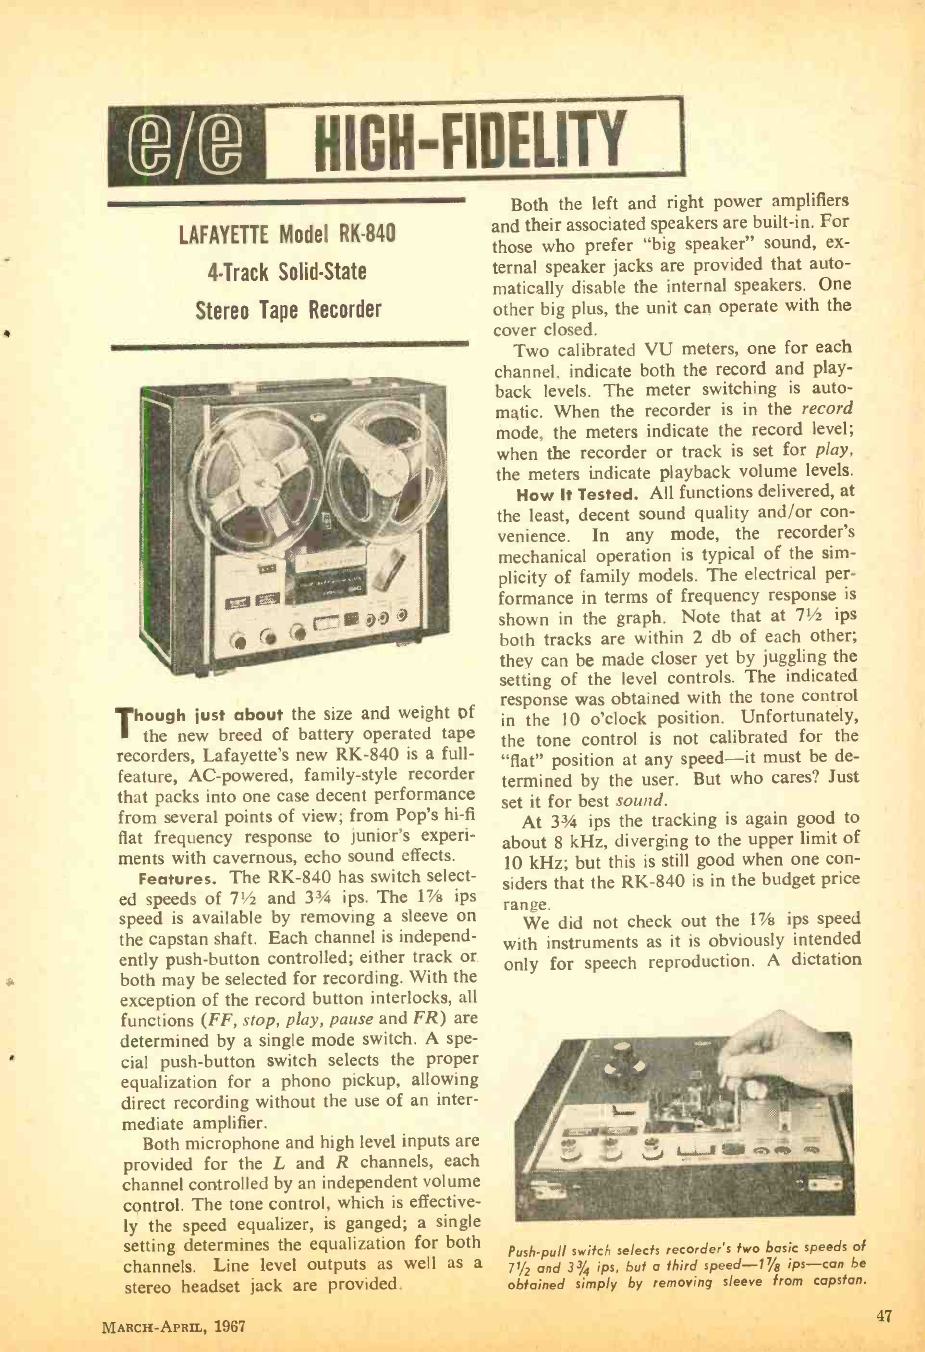 e/e HIGH-FIDELITY
LAFAYETTE Model RK-840
4-Track Solid-State
Stereo Tape Recorder
Though just about the size and weight of
the new breed of battery operated tape
recorders, Lafayette's new RK-840 is a full-
feature, AC-powered, family-style recorder
that packs into one case decent performance
from several points of view; from Pop's hi-fi
flat frequency response to junior's experi-
ments with cavernous, echo sound effects.
Features. The RK-840 has switch select-
ed speeds of 7½ and 3¾ ips. The 1⅞ ips
speed is available by removing a sleeve on
the capstan shaft. Each channel is independ-
ently push-button controlled; either track or
both may be selected for recording. With the
exception of the record button interlocks, all
functions (FF, stop, play, pause and FR) are
determined by a single mode switch. A spe-
cial push-button switch selects the proper
equalization for a phono pickup, allowing
direct recording without the use of an inter-
mediate amplifier.
Both microphone and high level inputs are
provided for the L and R channels, each
channel controlled by an independent volume
control. The tone control, which is effective-
ly the speed equalizer, is ganged; a single
setting determines the equalization for both
channels. Line level outputs as well as a
stereo headset jack are provided.
Both the left and right power amplifiers
and their associated speakers are built-in. For
those who prefer "big speaker" sound, ex-
ternal speaker jacks are provided that auto-
matically disable the internal speakers. One
other big plus, the unit can operate with the
cover closed.
Two calibrated VU meters, one for each
channel, indicate both the record and play-
back levels. The meter switching is auto-
matic. When the recorder is in the record
mode, the meters indicate the record level;
when the recorder or track is set for play,
the meters indicate playback volume levels.
How It Tested. All functions delivered, at
the least, decent sound quality and/or con-
venience. In any mode, the recorder's
mechanical operation is typical of the sim-
plicity of family models. The electrical per-
formance in terms of frequency response is
shown in the graph. Note that at 7½ ips
both tracks are within 2 db of each other;
they can be made closer yet by juggling the
setting of the level controls. The indicated
response was obtained with the tone control
in the 10 o'clock position. Unfortunately,
the tone control is not calibrated for the
"flat" position at any speed—it must be de-
termined by the user. But who cares? Just
set it for best sound.
At 3¾ ips the tracking is again good to
about 8 kHz, diverging to the upper limit of
10 kHz; but this is still good when one con-
siders that the RK-840 is in the budget price
range.
We did not check out the 1⅞ ips speed
with instruments as it is obviously intended
only for speech reproduction. A dictation
Push-pull switch selects recorder's two basic speeds of
7½ and 3¾ ips, but a third speed—1⅞ ips—can be
obtained simply by removing sleeve from capstan.
MARCH-APRIL, 1967
47